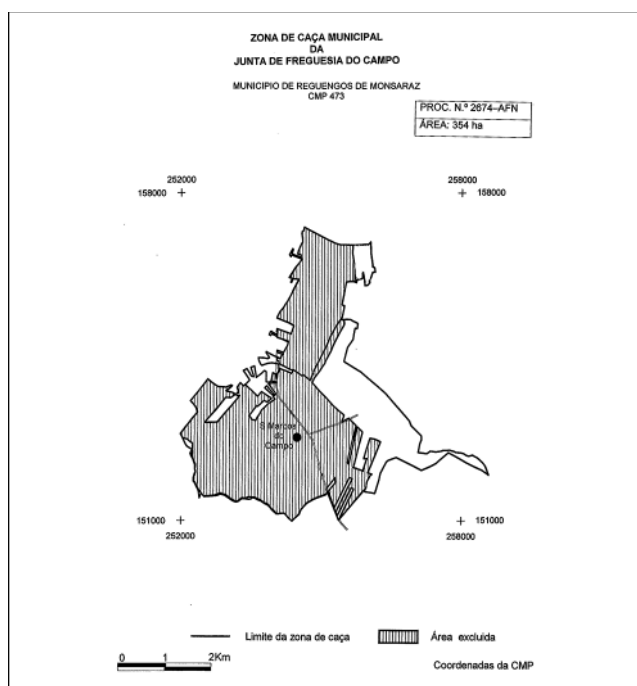 ZONA DE CAÇA MUNICIPAL
DA
JUNTA DE FREGUESIA DO CAMPO
MUNICIPIO DE REGUENGOS DE MONSARAZ
CMP 473
PROC. N.º 2674-AFN
ÁREA: 354 ha
252000
158000
258000
158000
S Marcos
do
Campo
151000
252000
151000
258000
Limite da zona de caça
Área excluida
0 1 2Km
Coordenadas da CMP